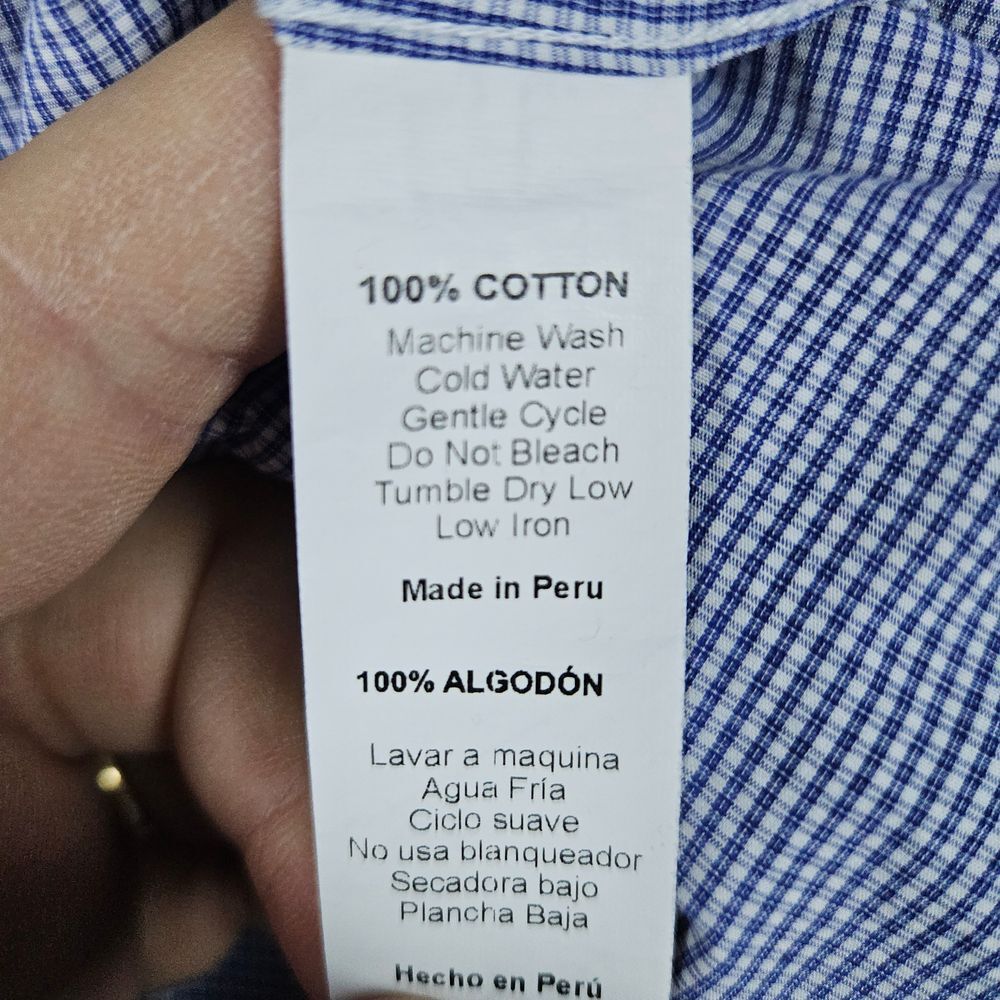 100% COTTON
Machine Wash
Cold Water
Gentle Cycle
Do Not Bleach
Tumble Dry Low
Low Iron
Made in Peru
100% ALGODÓN
Lavar a maquina
Agua Fría
Ciclo suave
No usa blanqueador
Secadora bajo
Plancha Baja
Hecho en Perú